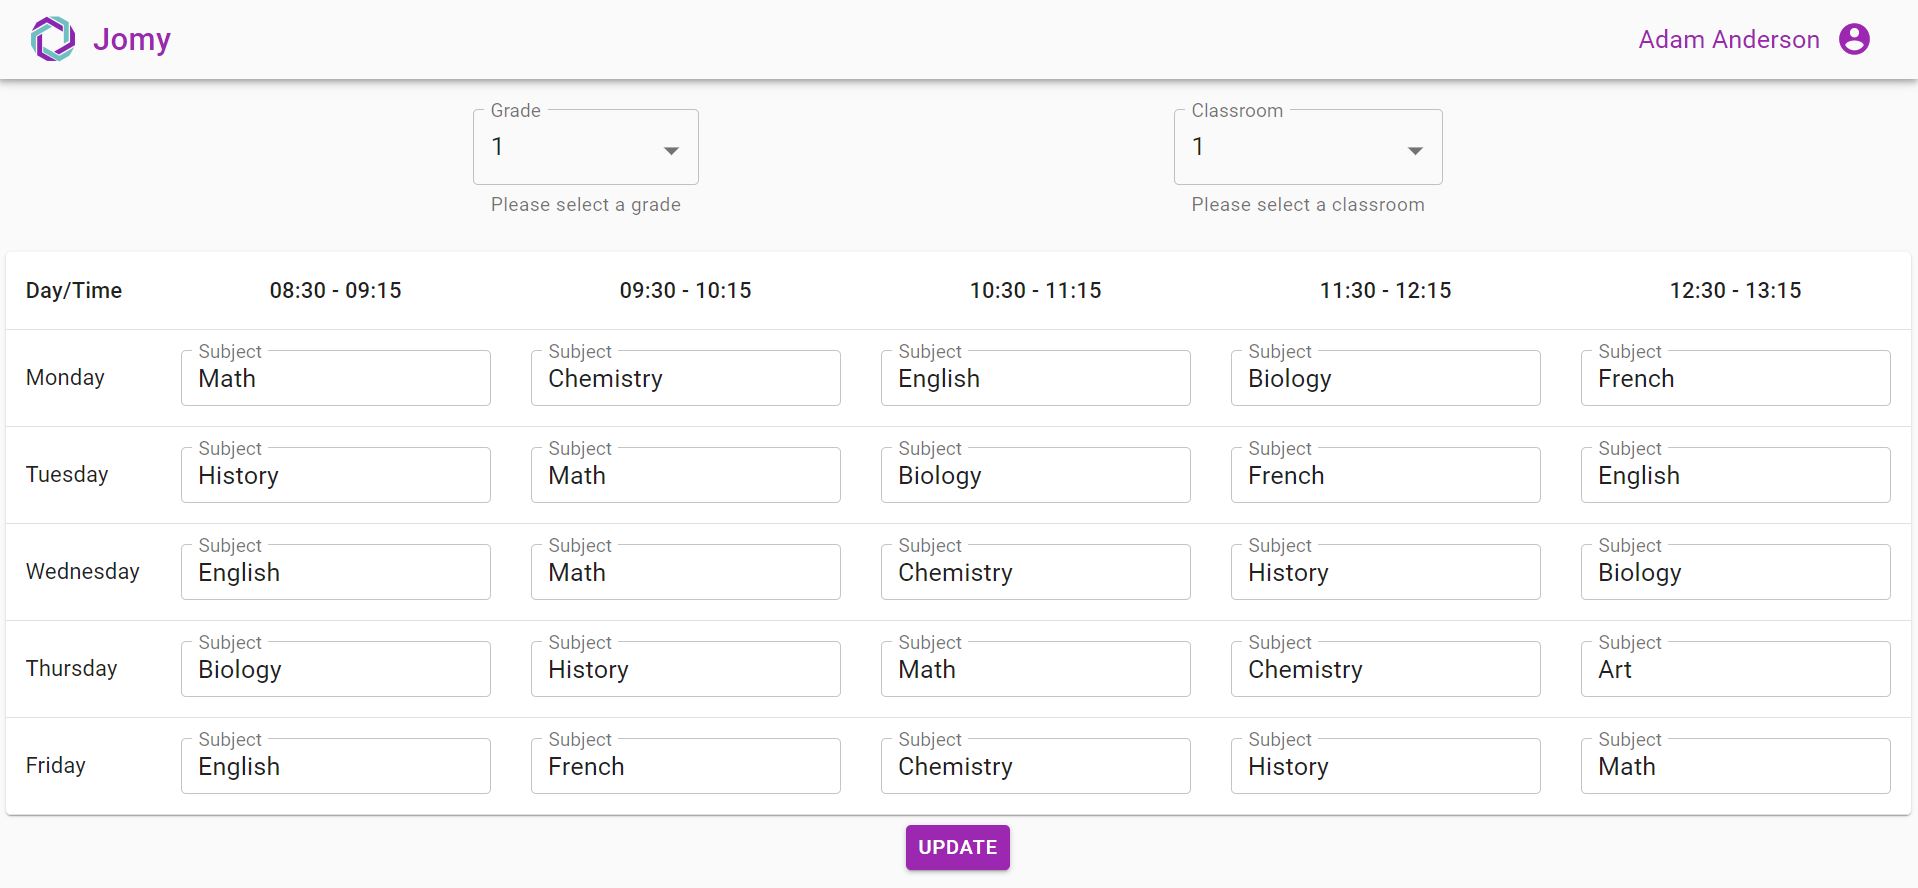 Jomy
Adam Anderson
Grade
Classroom
1
1
Please select a grade
Please select a classroom
Day/Time 08:30 - 09:15 09:30 - 10:15 10:30 - 11:15 11:30 - 12:15 12:30 - 13:15
Subject Subject Subject Subject Subject
Monday Math Chemistry English Biology French
Subject Subject Subject Subject Subject
Tuesday History Math Biology French English
Subject Subject Subject Subject Subject
Wednesday English Math Chemistry History Biology
Subject Subject Subject Subject Subject
Thursday Biology History Math Chemistry Art
Subject Subject Subject Subject Subject
Friday English French Chemistry History Math
UPDATE